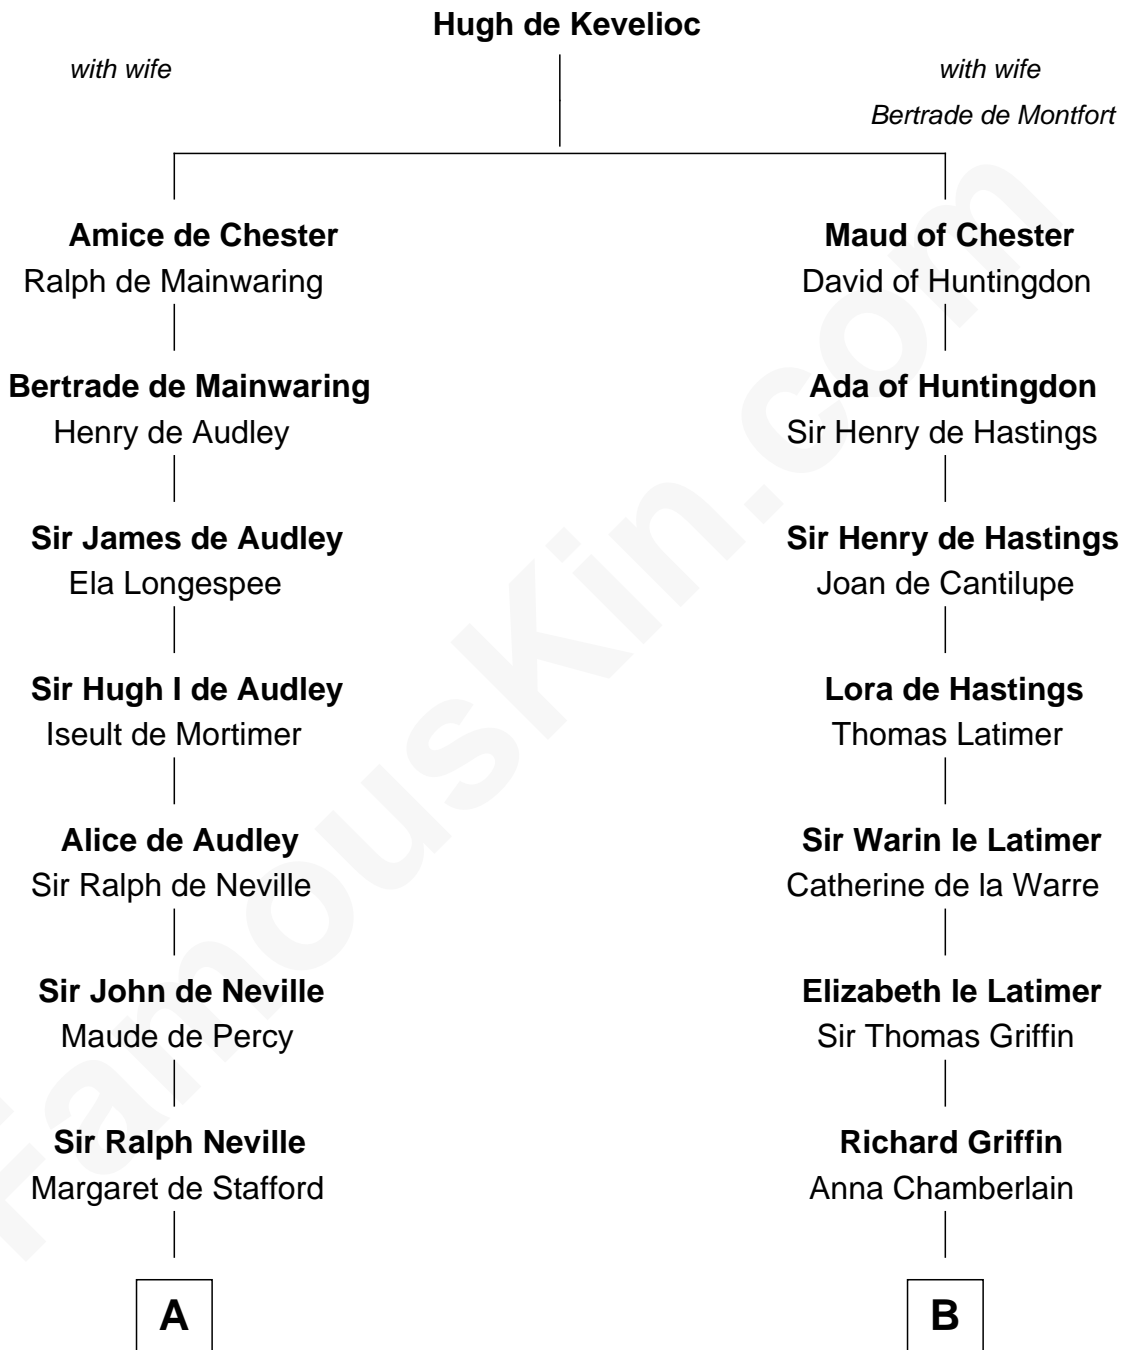 Hugh de Kevelioc
with wife
with wife
Bertrade de Montfort
Amice de Chester
Ralph de Mainwaring
Maud of Chester
David of Huntingdon
Bertrade de Mainwaring
Henry de Audley
Ada of Huntingdon
Sir Henry de Hastings
Sir James de Audley
Ela Longespee
Sir Henry de Hastings
Joan de Cantilupe
Sir Hugh I de Audley
Iseult de Mortimer
Lora de Hastings
Thomas Latimer
Alice de Audley
Sir Ralph de Neville
Sir Warin le Latimer
Catherine de la Warre
Sir John de Neville
Maude de Percy
Elizabeth le Latimer
Sir Thomas Griffin
Sir Ralph Neville
Margaret de Stafford
Richard Griffin
Anna Chamberlain
A
B
FamousKin.com